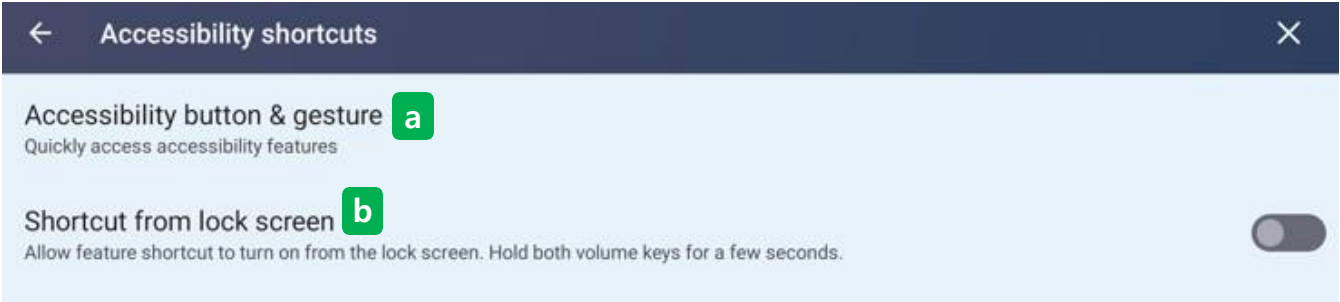 Accessibility shortcuts
Accessibility button & gesture a
Quickly access accessibility features
Shortcut from lock screen b
Allow feature shortcut to turn on from the lock screen. Hold both volume keys for a few seconds.